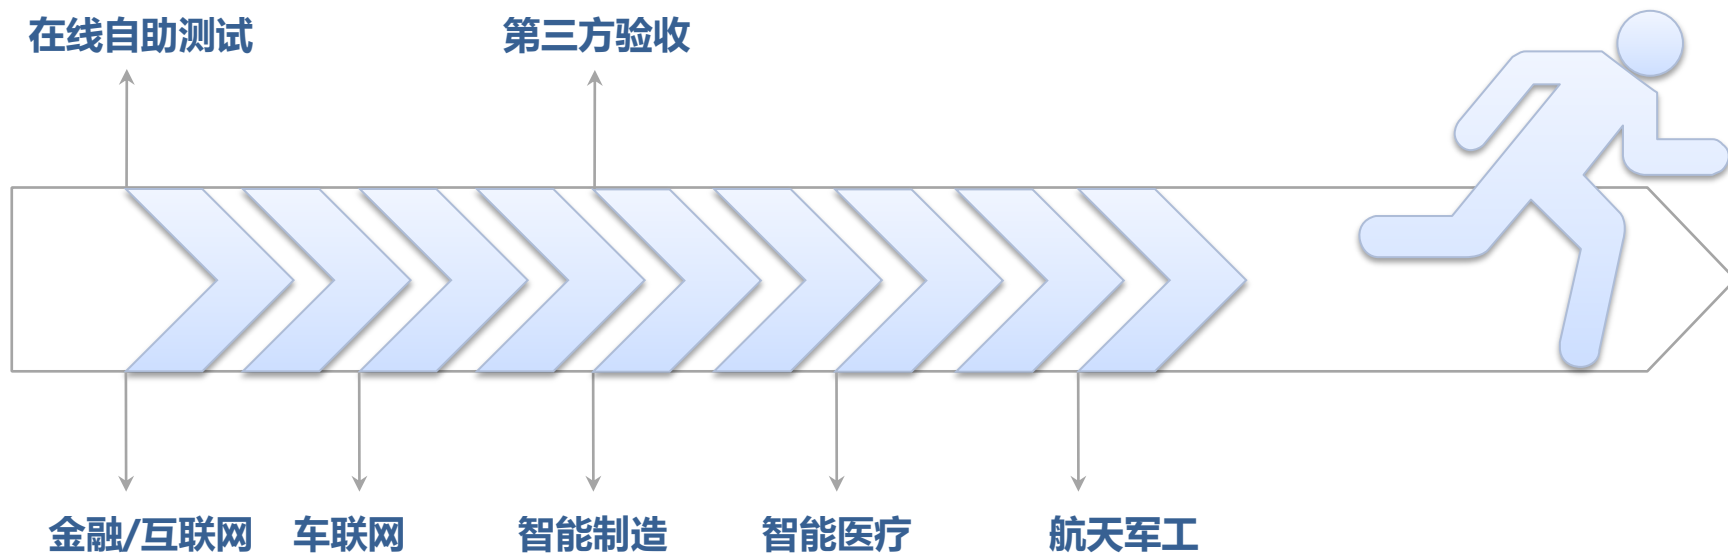 在线自助测试
第三方验收
金融/互联网
车联网
智能制造
智能医疗
航天军工